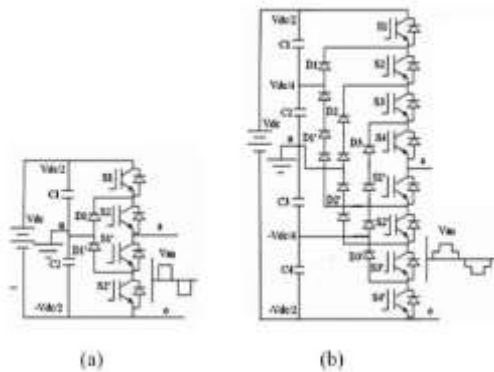 Vdc/2
C1
S1
Vdc
n
D1
S2
a
D1'
S1'
C2
Van
S2'
-Vdc/2
0
(a)
Vdc/2
S1
C1
D1
S2
Vdc/4
D2
S3
C2
Vdc
n
D1'
D3
S4
a
S1'
C3
D2'
S2'
-Vdc/4
Van
D3'
S3'
C4
S4'
-Vdc/2
0
(b)